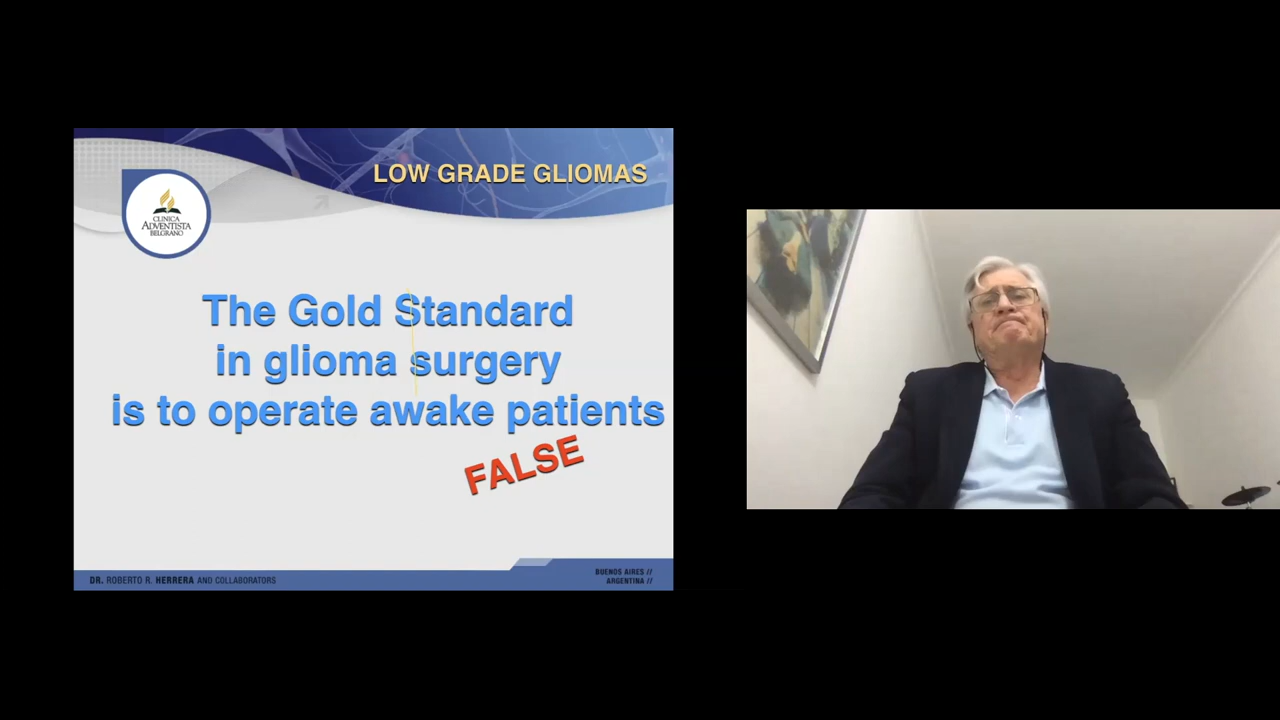 LOW GRADE GLIOMAS
CLINICA
ADVENTISTA
BELGRANO
The Gold Standard
in glioma surgery
is to operate awake patients
FALSE
DR. ROBERTO R. HERRERA AND COLLABORATORS
BUENOS AIRES //
ARGENTINA //